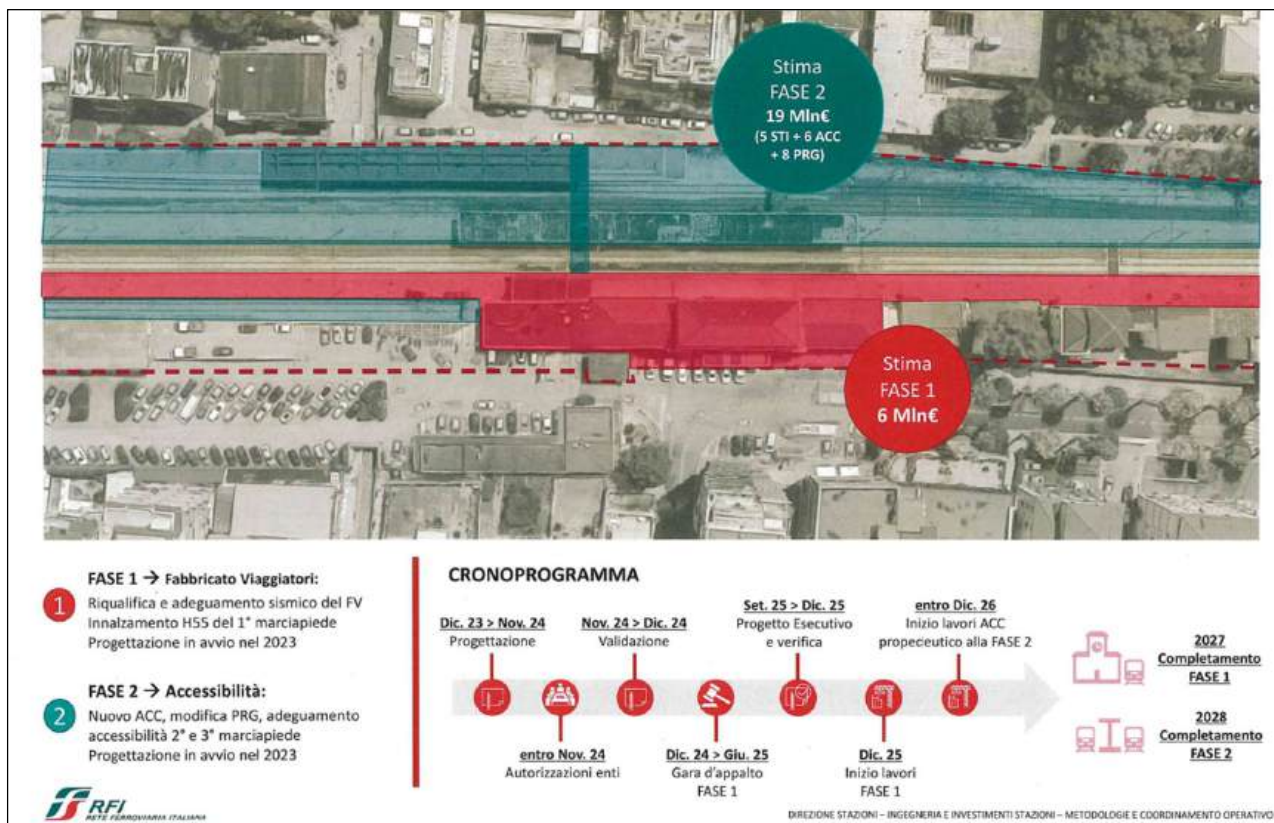 Stima
FASE 2
19 Mln€
(5 STI + 6 ACC
+ 8 PRG)
Stima
FASE 1
6 Mln€
FASE 1 → Fabbricato Viaggiatori:
1
Riqualifica e adeguamento sismico del FV
Innalzamento H55 del 1° marciapiede
Progettazione in avvio nel 2023
FASE 2 → Accessibilità:
2
Nuovo ACC, modifica PRG, adeguamento
accessibilità 2° e 3° marciapiede
Progettazione in avvio nel 2023
CRONOPROGRAMMA
Dic. 23 > Nov. 24
Progettazione
entro Nov. 24
Autorizzazioni enti
Nov. 24 > Dic. 24
Validazione
Dic. 24 > Giu. 25
Gara d'appalto
FASE 1
Set. 25 > Dic. 25
Progetto Esecutivo
e verifica
Dic. 25
Inizio lavori
FASE 1
entro Dic. 26
Inizio lavori ACC
propecieutico alla FASE 2
2027
Completamento
FASE 1
2028
Completamento
FASE 2
RFI
RETE FERROVIARIA ITALIANA
DIREZIONE STAZIONI – INGEGNERIA E INVESTIMENTI STAZIONI – METODOLOGIE E COORDINAMENTO OPERATIVO